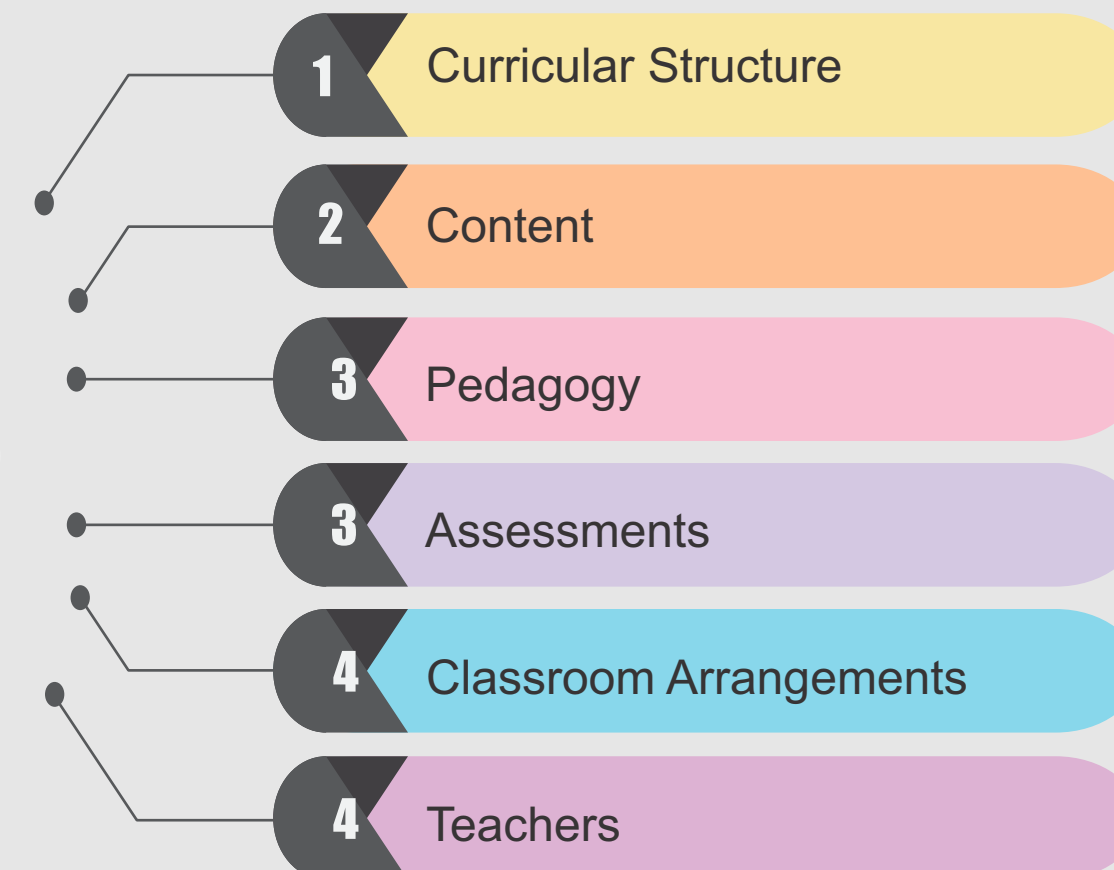 1 Curricular Structure
2 Content
3 Pedagogy
3 Assessments
4 Classroom Arrangements
4 Teachers